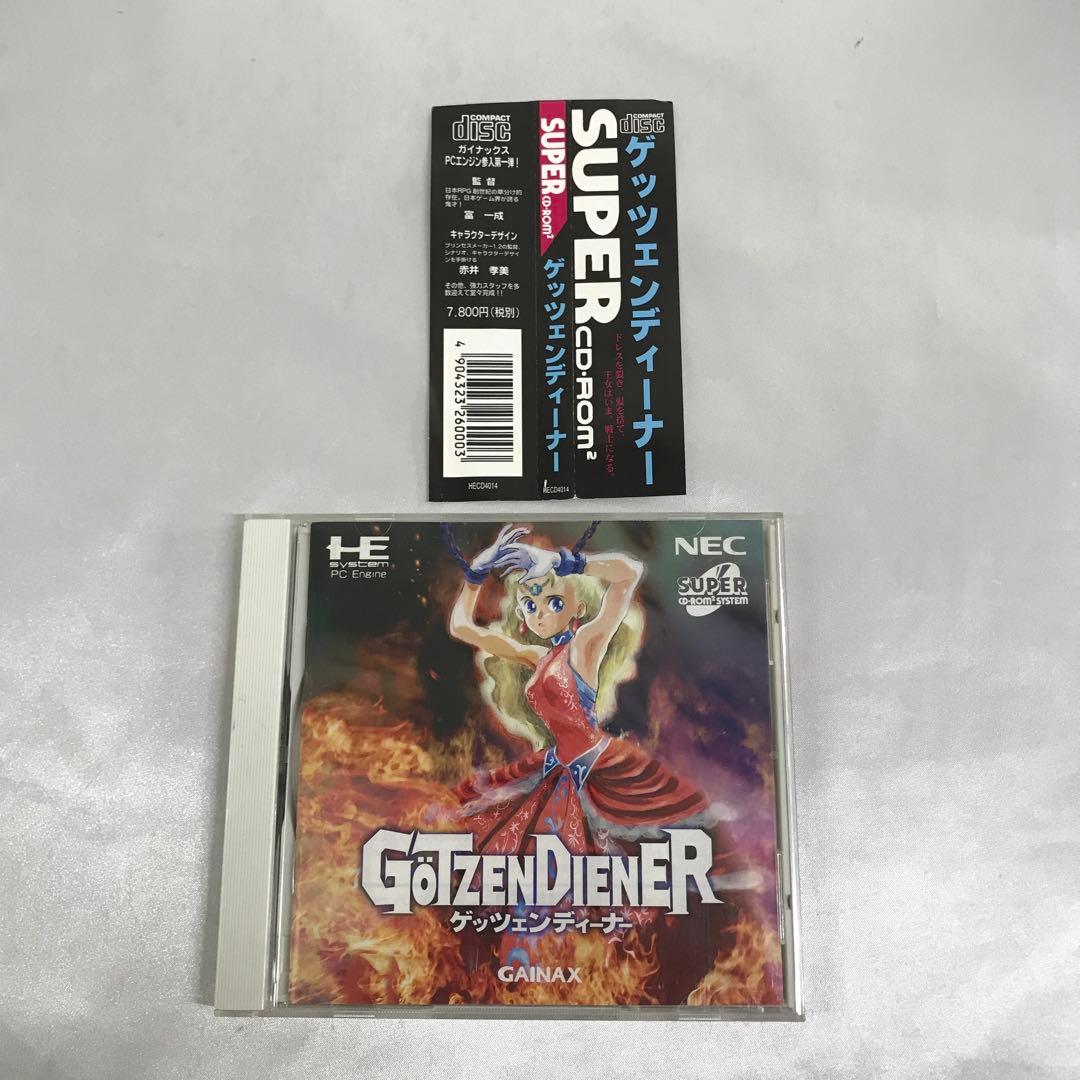 COMPACT
disc
ガイナックス
PCエンジン参入第一弾!
監 督
日本RPG創世紀の草分け的
存在。日本ゲーム界が誇る
鬼才!
富 一成
キャラクターデザイン
プリンセスメーカー1、2の監督、
シナリオ、キャラクターデザイ
ンを手掛ける
赤井 孝美
その他、強力スタッフを多
数迎えて堂々完成!!
7,800円(税別)
4 904323 260003
HECD4014
SUPER CD-ROM2
ゲッツェンディーナー
HECD4014
COMPACT
disc
SUPER CD-ROM2
ゲッツェンディーナー
ドレスを裂き、髪を捨て、
王女はいま、戦士になる。
HE
system
PC Engine
NEC
SUPER
CD-ROM2 SYSTEM
GÖTZENDIENER
ゲッツェンディーナー
GAINAX